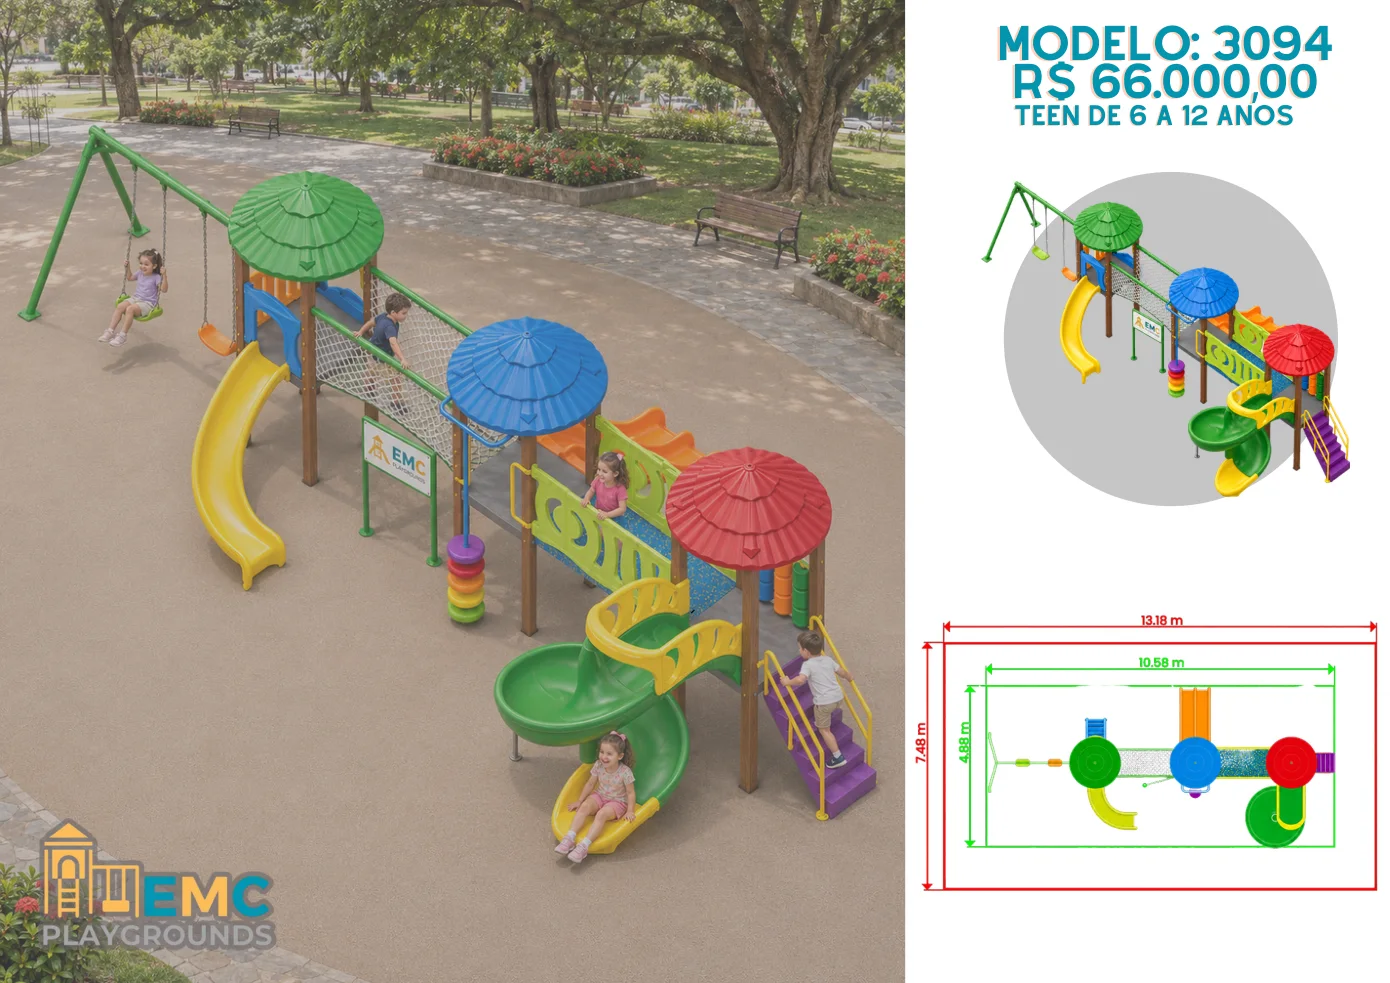 MODELO: 3094
R$ 66.000,00
TEEN DE 6 A 12 ANOS
EMC
PLAYGROUNDS
EMC
13.18 m
10.58 m
7.48 m
4.88 m
EMC
PLAYGROUNDS